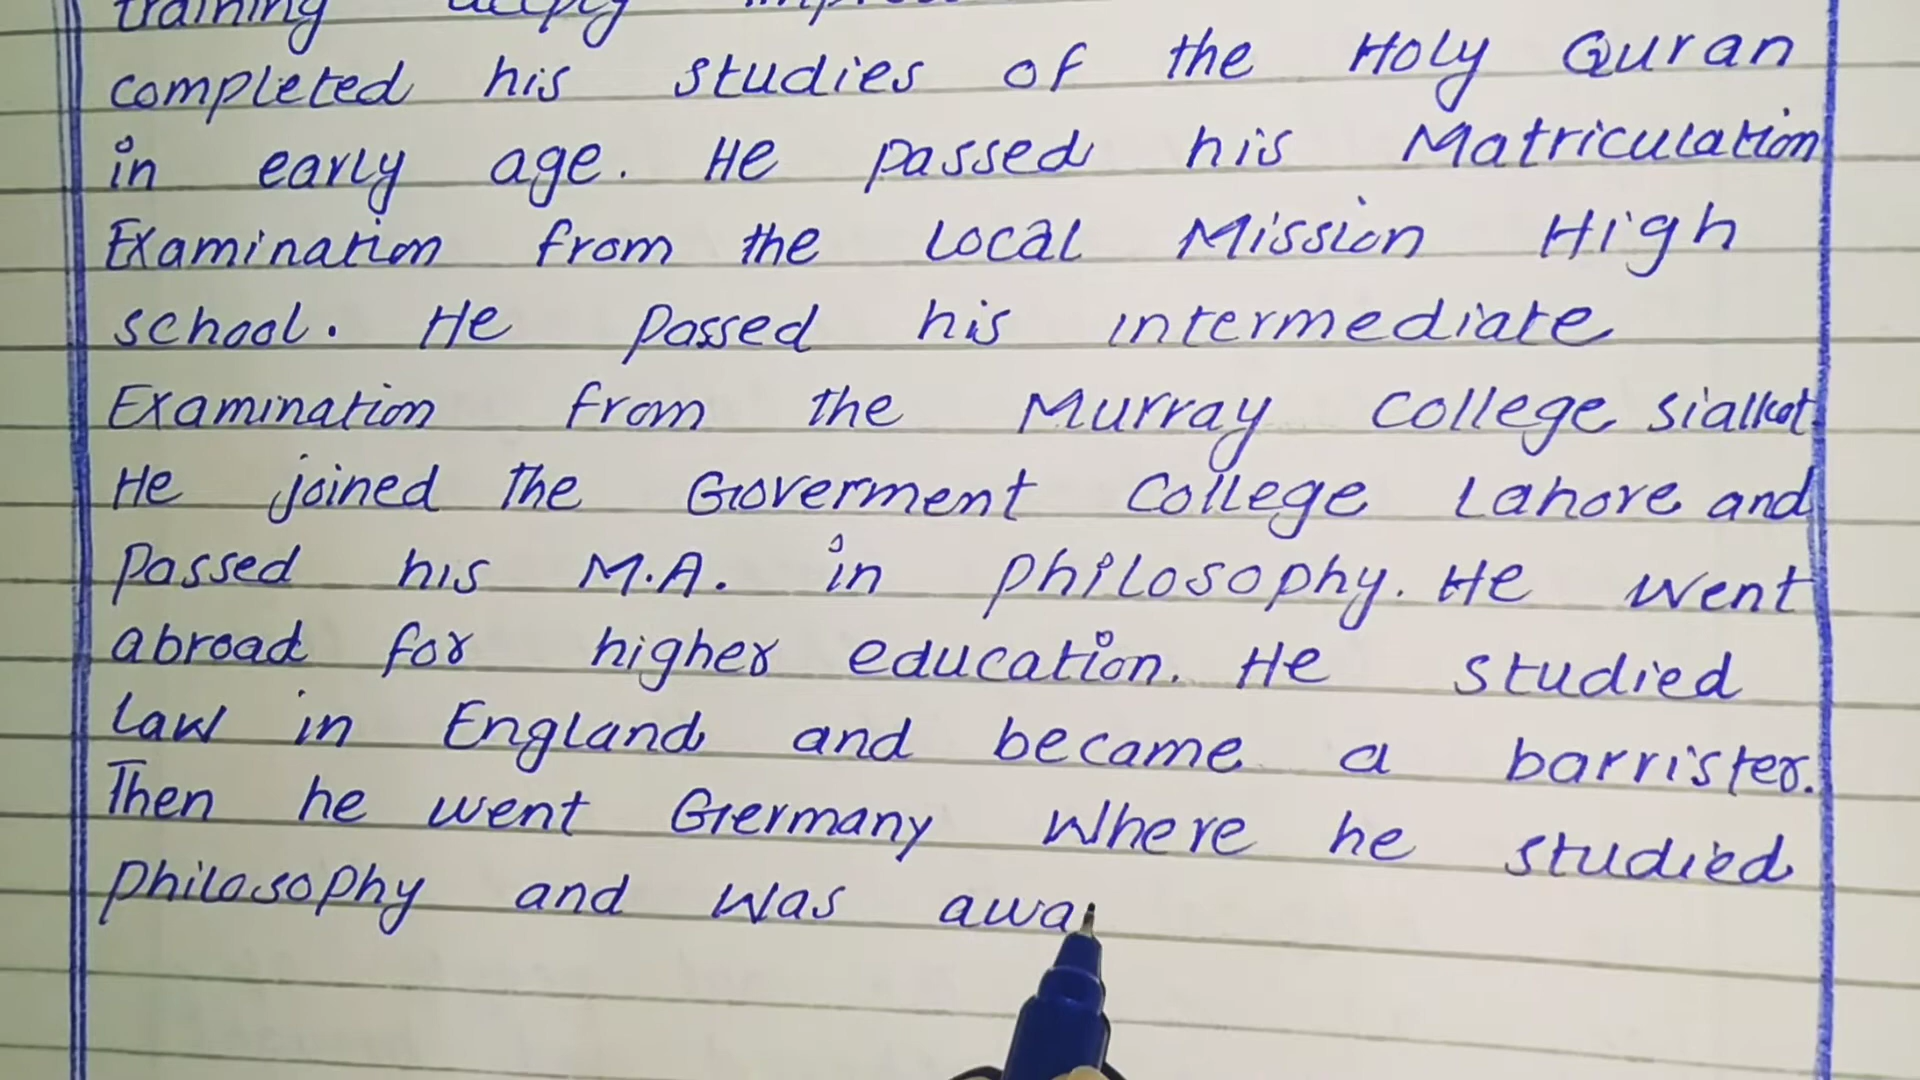 training deeply
completed his studies of the Holy Quran
in early age. He passed his Matriculation
Examination from the Local Mission High
school. He passed his intermediate
Examination from the Murray College Sialkot.
He joined the Goverment College Lahore and
passed his M.A. in philosophy. He went
abroad for higher education. He studied
law in England and became a barrister.
Then he went Germany where he studied
philosophy and was awa